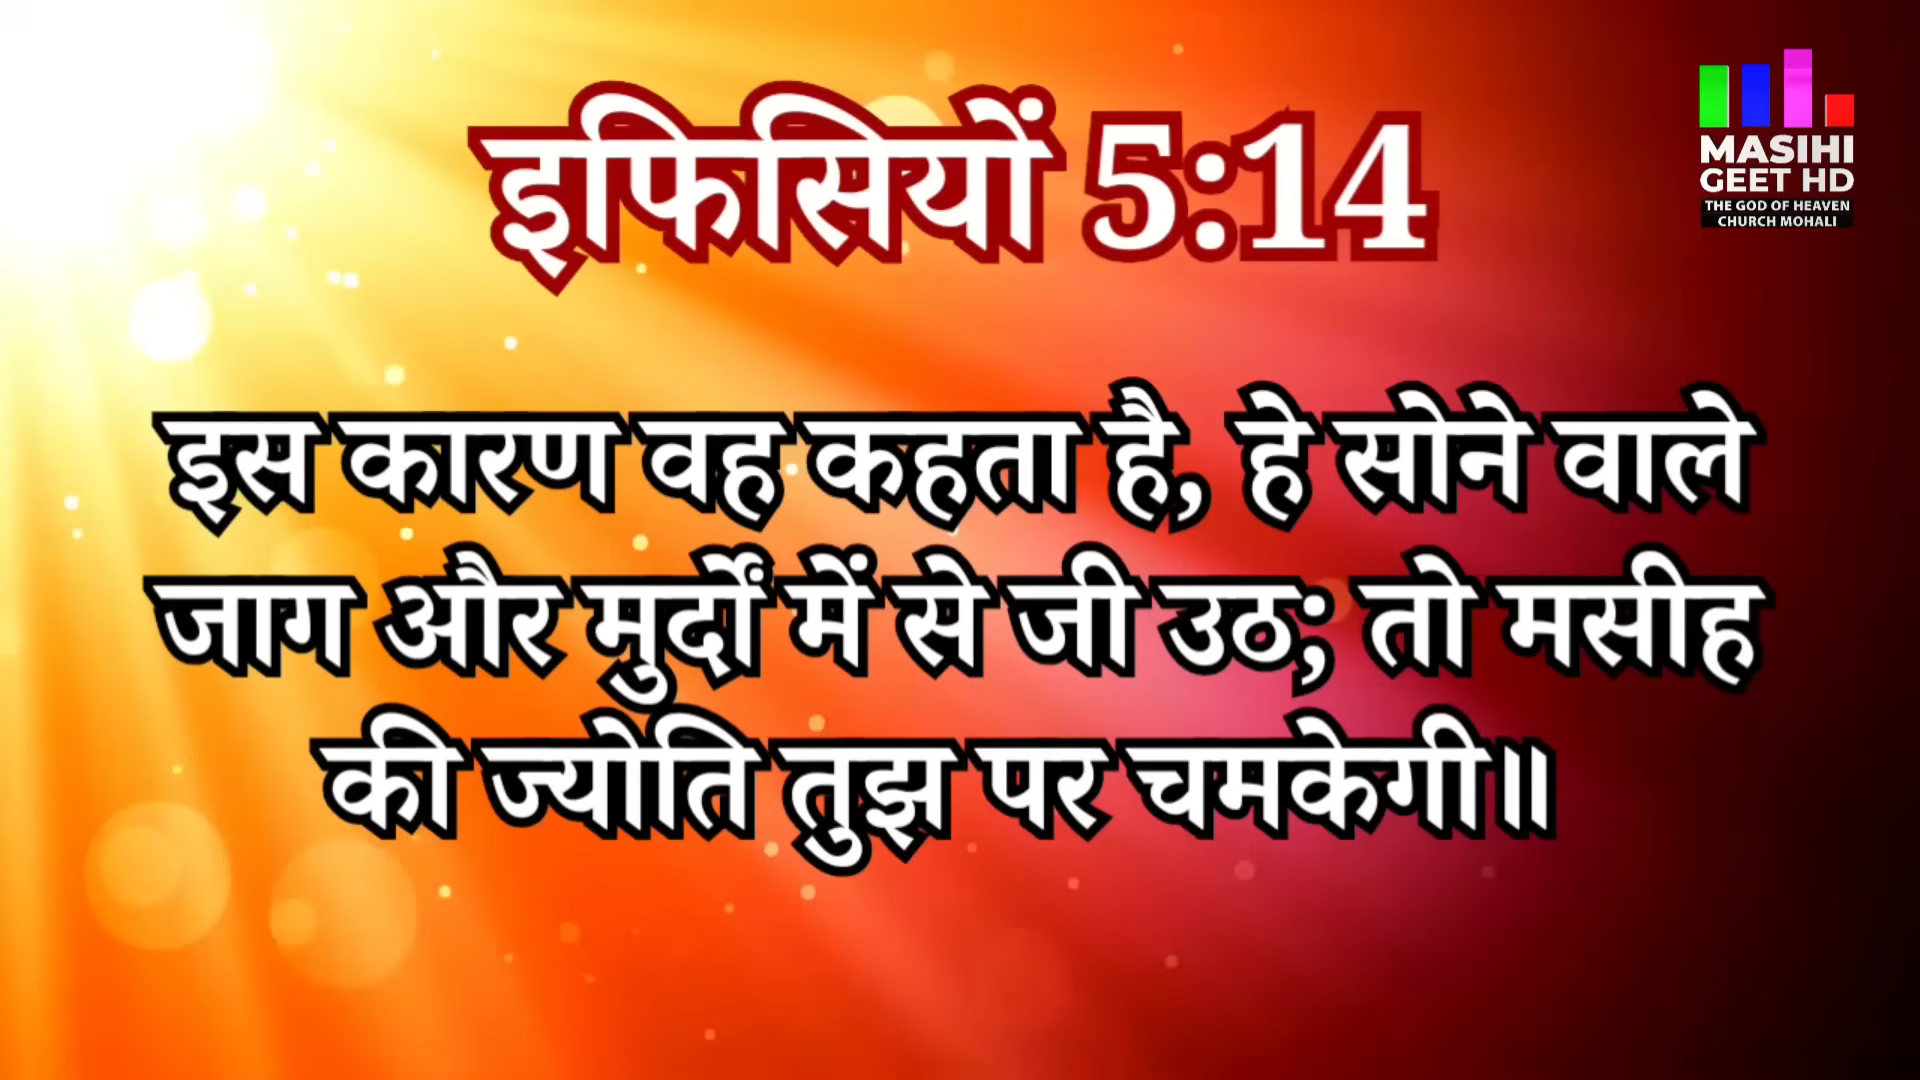 इफिसियों 5:14
MASIHI
GEET HD
THE GOD OF HEAVEN
CHURCH MOHALI
इस कारण वह कहता है, हे सोने वाले
जाग और मुर्दों में से जी उठ; तो मसीह
की ज्योति तुझ पर चमकेगी॥